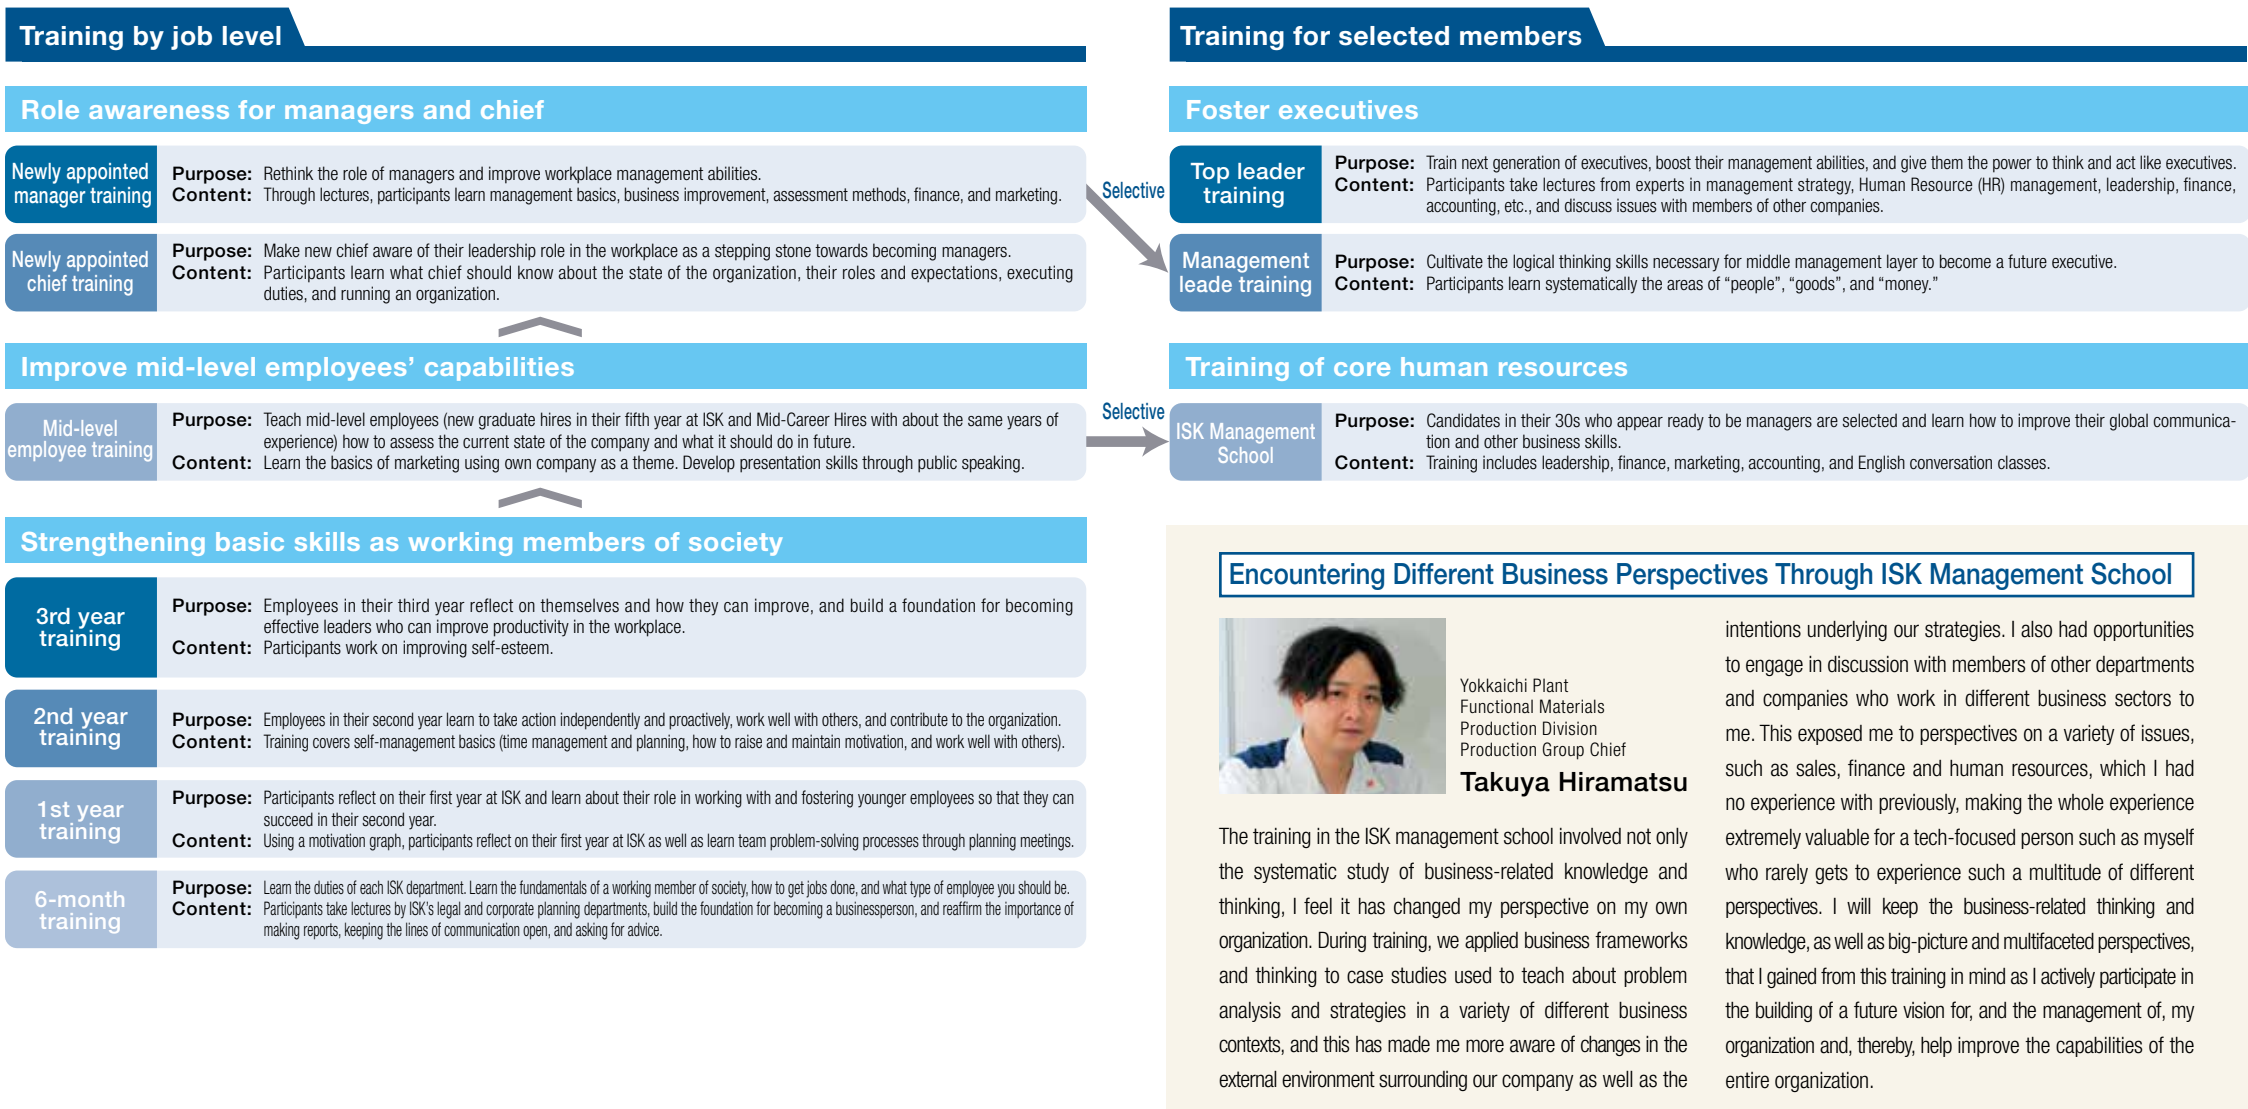 Training by job level
Role awareness for managers and chief
Newly appointed
manager training
Purpose: Rethink the role of managers and improve workplace management abilities.
Content: Through lectures, participants learn management basics, business improvement, assessment methods, finance, and marketing.
Newly appointed
chief training
Purpose: Make new chief aware of their leadership role in the workplace as a stepping stone towards becoming managers.
Content: Participants learn what chief should know about the state of the organization, their roles and expectations, executing
duties, and running an organization.
Improve mid-level employees’ capabilities
Mid-level
employee training
Purpose: Teach mid-level employees (new graduate hires in their fifth year at ISK and Mid-Career Hires with about the same years of
experience) how to assess the current state of the company and what it should do in future.
Content: Learn the basics of marketing using own company as a theme. Develop presentation skills through public speaking.
Strengthening basic skills as working members of society
3rd year
training
Purpose: Employees in their third year reflect on themselves and how they can improve, and build a foundation for becoming
effective leaders who can improve productivity in the workplace.
Content: Participants work on improving self-esteem.
2nd year
training
Purpose: Employees in their second year learn to take action independently and proactively, work well with others, and contribute to the organization.
Content: Training covers self-management basics (time management and planning, how to raise and maintain motivation, and work well with others).
1st year
training
Purpose: Participants reflect on their first year at ISK and learn about their role in working with and fostering younger employees so that they can
succeed in their second year.
Content: Using a motivation graph, participants reflect on their first year at ISK as well as learn team problem-solving processes through planning meetings.
6-month
training
Purpose: Learn the duties of each ISK department. Learn the fundamentals of a working member of society, how to get jobs done, and what type of employee you should be.
Content: Participants take lectures by ISK’s legal and corporate planning departments, build the foundation for becoming a businessperson, and reaffirm the importance of
making reports, keeping the lines of communication open, and asking for advice.
Selective
Selective
Training for selected members
Foster executives
Top leader
training
Purpose: Train next generation of executives, boost their management abilities, and give them the power to think and act like executives.
Content: Participants take lectures from experts in management strategy, Human Resource (HR) management, leadership, finance,
accounting, etc., and discuss issues with members of other companies.
Management
leade training
Purpose: Cultivate the logical thinking skills necessary for middle management layer to become a future executive.
Content: Participants learn systematically the areas of “people”, “goods”, and “money.”
Training of core human resources
ISK Management
School
Purpose: Candidates in their 30s who appear ready to be managers are selected and learn how to improve their global communica-
tion and other business skills.
Content: Training includes leadership, finance, marketing, accounting, and English conversation classes.
Encountering Different Business Perspectives Through ISK Management School
Yokkaichi Plant
Functional Materials
Production Division
Production Group Chief
Takuya Hiramatsu
The training in the ISK management school involved not only
the systematic study of business-related knowledge and
thinking, I feel it has changed my perspective on my own
organization. During training, we applied business frameworks
and thinking to case studies used to teach about problem
analysis and strategies in a variety of different business
contexts, and this has made me more aware of changes in the
external environment surrounding our company as well as the
intentions underlying our strategies. I also had opportunities
to engage in discussion with members of other departments
and companies who work in different business sectors to
me. This exposed me to perspectives on a variety of issues,
such as sales, finance and human resources, which I had
no experience with previously, making the whole experience
extremely valuable for a tech-focused person such as myself
who rarely gets to experience such a multitude of different
perspectives. I will keep the business-related thinking and
knowledge, as well as big-picture and multifaceted perspectives,
that I gained from this training in mind as I actively participate in
the building of a future vision for, and the management of, my
organization and, thereby, help improve the capabilities of the
entire organization.